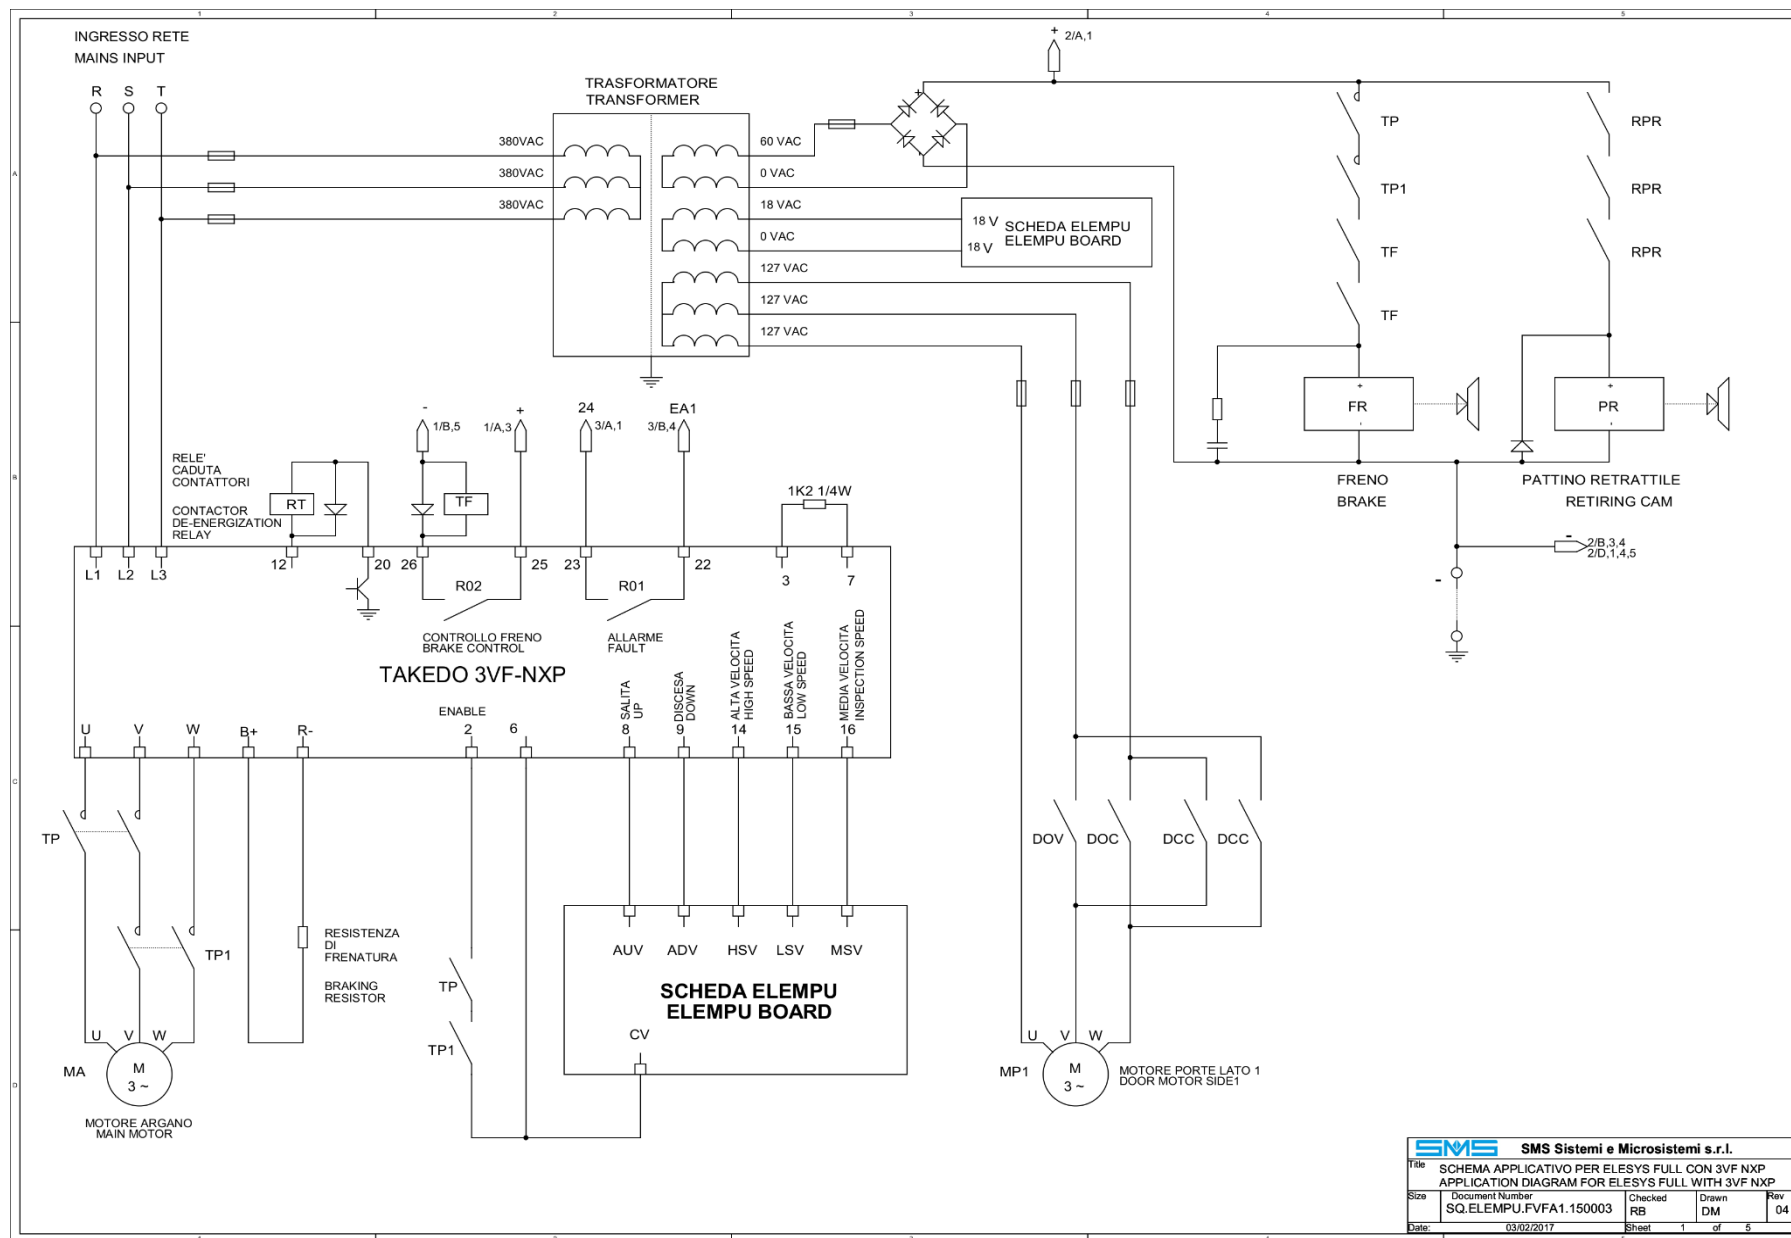 1 2 3 4 5
INGRESSO RETE
MAINS INPUT
R S T
TRASFORMATORE
TRANSFORMER
+ 2/A,1
380VAC
380VAC
380VAC
60 VAC
0 VAC
18 VAC
0 VAC
127 VAC
127 VAC
127 VAC
+
18 V
18 V
SCHEDA ELEMPU
ELEMPU BOARD
TP
TP1
TF
TF
RPR
RPR
RPR
A
+
FR
-
+
PR
-
FRENO
BRAKE
PATTINO RETRATTILE
RETIRING CAM
-
2/B,3,4
2/D,1,4,5
-
B
RELE'
CADUTA
CONTATTORI
CONTACTOR
DE-ENERGIZATION
RELAY
RT
-
1/B,5
TF
+
1/A,3
24
3/A,1
EA1
3/B,4
1K2 1/4W
L1 L2 L3 12 20 26 25 23 22 3 7
R02
R01
CONTROLLO FRENO
BRAKE CONTROL
ALLARME
FAULT
TAKEDO 3VF-NXP
ENABLE
SALITA
UP
DISCESA
DOWN
ALTA VELOCITA
HIGH SPEED
BASSA VELOCITA
LOW SPEED
MEDIA VELOCITA
INSPECTION SPEED
U V W B+ R- 2 6 8 9 14 15 16
C
TP
TP1
RESISTENZA
DI
FRENATURA
BRAKING
RESISTOR
TP
TP1
AUV ADV HSV LSV MSV
SCHEDA ELEMPU
ELEMPU BOARD
CV
DOV DOC DCC DCC
U V W
MA
M
3 ~
MOTORE ARGANO
MAIN MOTOR
U V W
MP1
M
3 ~
MOTORE PORTE LATO 1
DOOR MOTOR SIDE1
D
SMS SMS Sistemi e Microsistemi s.r.l.
Title
SCHEMA APPLICATIVO PER ELESYS FULL CON 3VF NXP
APPLICATION DIAGRAM FOR ELESYS FULL WITH 3VF NXP
Size Document Number Checked Drawn Rev
SQ.ELEMPU.FVFA1.150003 RB DM 04
Date: 03/02/2017 Sheet 1 of 5
1 2 3 4